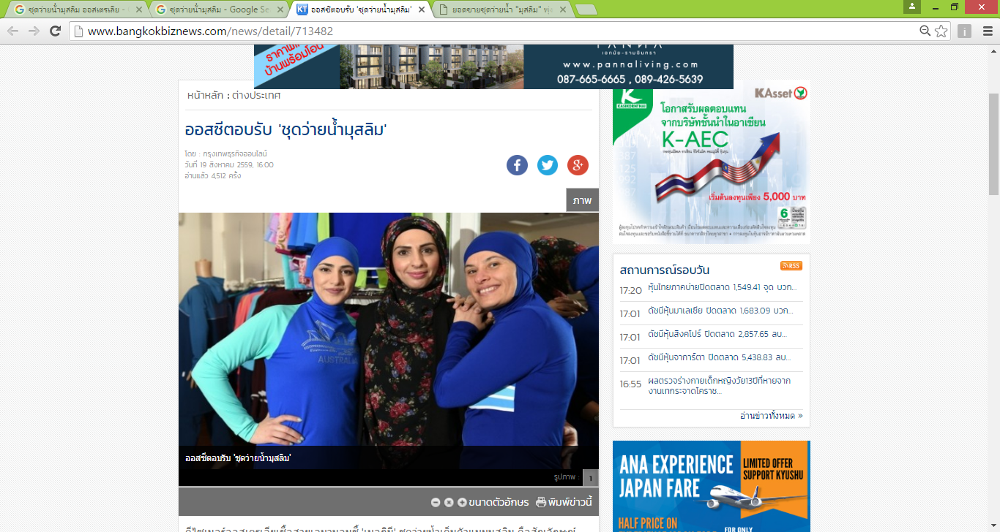 ชุดว่ายน้ำมุสลิม ออสเตรเลีย -
ชุดว่ายน้ำมุสลิม - Google Se
KT ออสซีตอบรับ 'ชุดว่ายน้ำมุสลิม'
ยอดขายชุดว่ายน้ำ "มุสลิม" พุ่
www.bangkokbiznews.com/news/detail/713482
บ้านพร้อมโอน
เอกมัย-รามอินทรา
www.pannaliving.com
087-665-6665 , 089-426-5639
หน้าหลัก : ต่างประเทศ
ออสซีตอบรับ 'ชุดว่ายน้ำมุสลิม'
โดย : กรุงเทพธุรกิจออนไลน์
วันที่ 19 สิงหาคม 2559, 16:00
อ่านแล้ว 4,512 ครั้ง
ภาพ
AUSTRALIA
ออสซีตอบรับ 'ชุดว่ายน้ำมุสลิม'
รูปภาพ : 1
ขนาดตัวอักษร พิมพ์ข่าวนี้
KASIKORNTHAI
KAsset
โอกาสรับผลตอบแทน
จากบริษัทชั้นนำในอาเซียน
K-AEC
เริ่มต้นลงทุนเพียง 5,000 บาท
6
สถานการณ์รอบวัน
RSS
17:20 หุ้นไทยภาคบ่ายปิดตลาด 1,549.41 จุด บวก...
17:01 ดัชนีหุ้นมาเลเซีย ปิดตลาด 1,683.09 บวก...
17:01 ดัชนีหุ้นสิงคโปร์ ปิดตลาด 2,857.65 ลบ...
17:01 ดัชนีหุ้นจาการ์ตา ปิดตลาด 5,438.83 ลบ...
16:55 ผลตรวจร่างกายเด็กหญิงวัย13ปีที่หายจาก
งานเทกระจาดโคราช...
อ่านข่าวทั้งหมด »
ANA EXPERIENCE
JAPAN FARE
LIMITED OFFER
SUPPORT KYUSHU
HALF PRICE ON
FOR ONLY